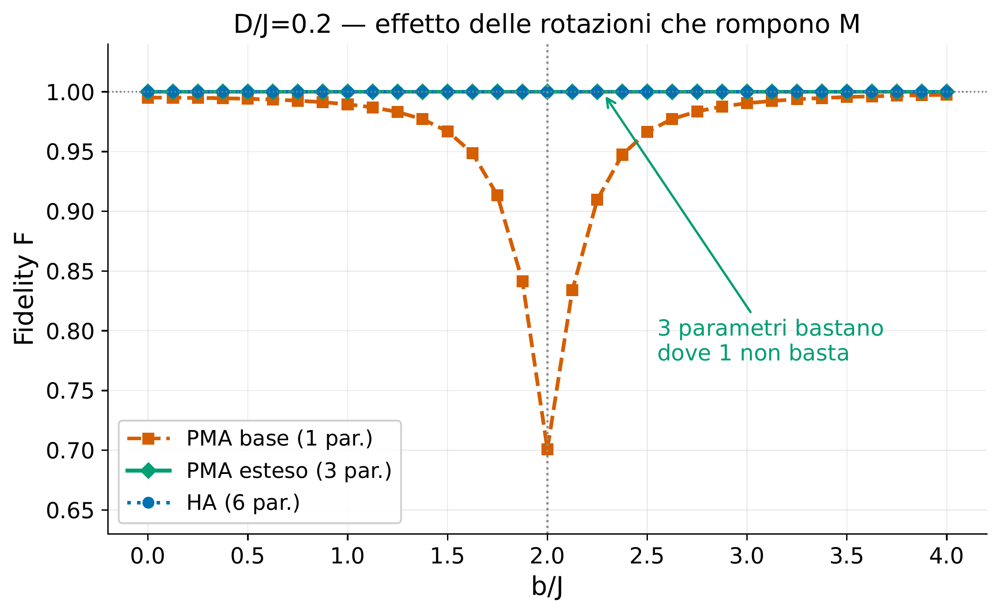 D/J=0.2 — effetto delle rotazioni che rompono M
Fidelity F
1.00
0.95
0.90
0.85
0.80
0.75
0.70
0.65
3 parametri bastano
dove 1 non basta
PMA base (1 par.)
PMA esteso (3 par.)
HA (6 par.)
0.0 0.5 1.0 1.5 2.0 2.5 3.0 3.5 4.0
b/J